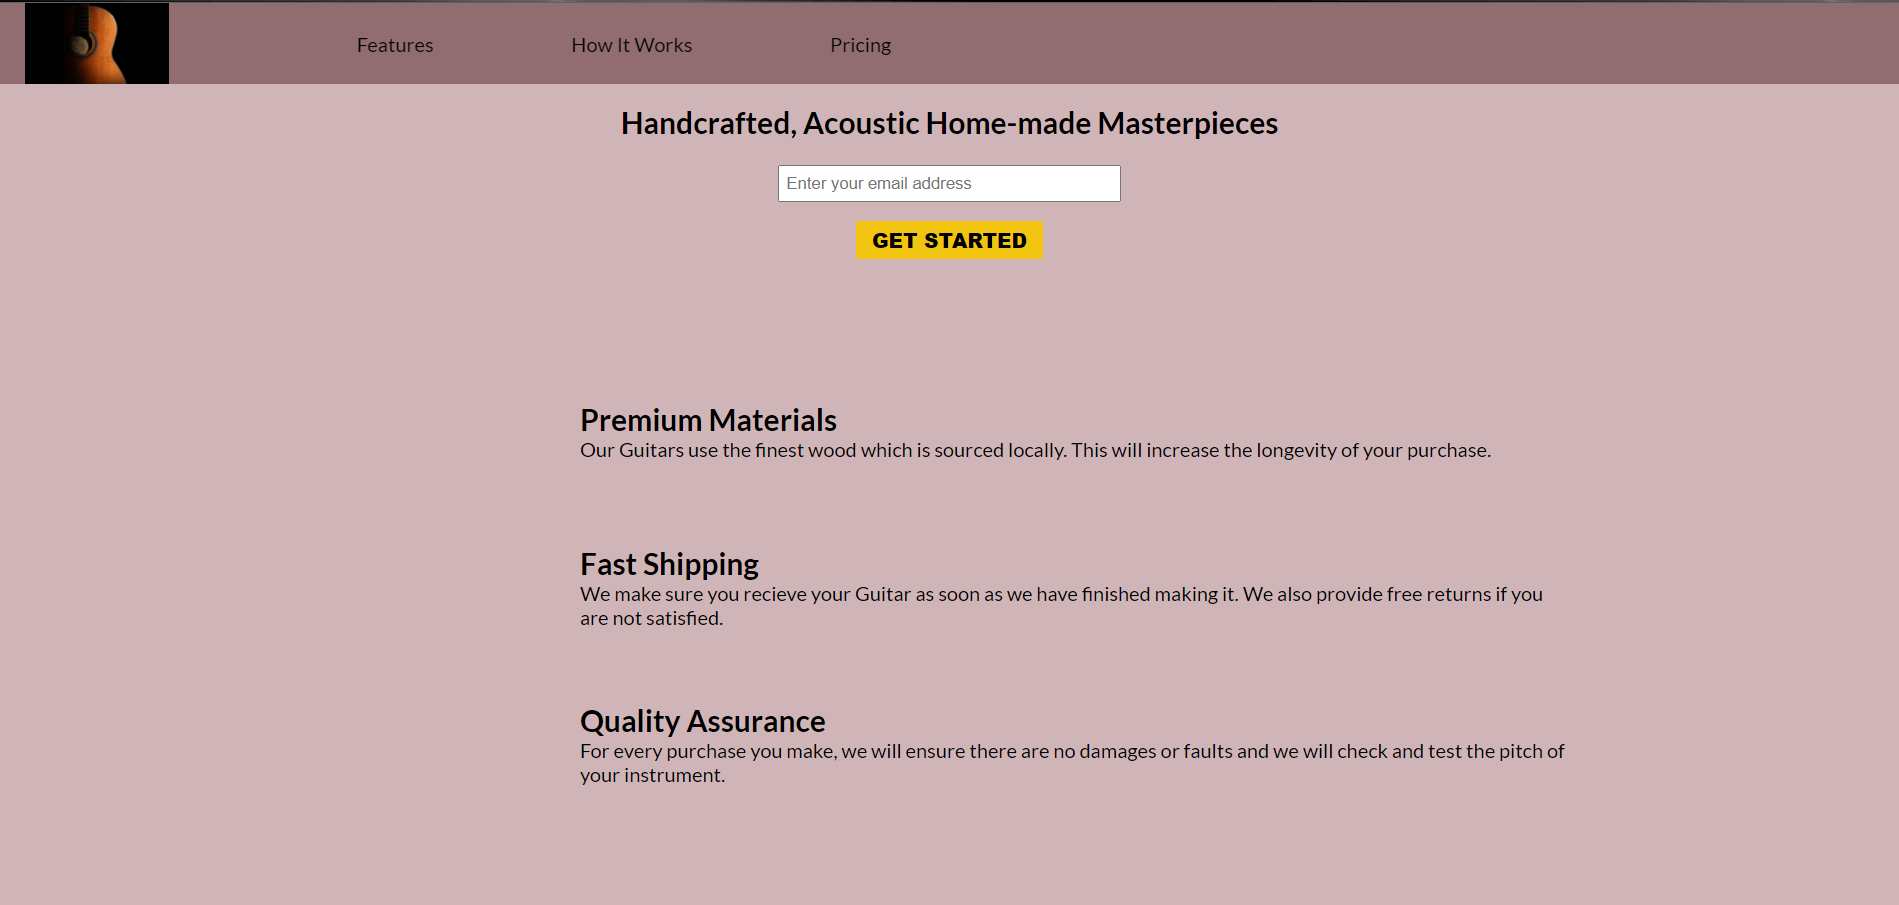 Features
How It Works
Pricing
Handcrafted, Acoustic Home-made Masterpieces
Enter your email address
GET STARTED
Premium Materials
Our Guitars use the finest wood which is sourced locally. This will increase the longevity of your purchase.
Fast Shipping
We make sure you recieve your Guitar as soon as we have finished making it. We also provide free returns if you
are not satisfied.
Quality Assurance
For every purchase you make, we will ensure there are no damages or faults and we will check and test the pitch of
your instrument.